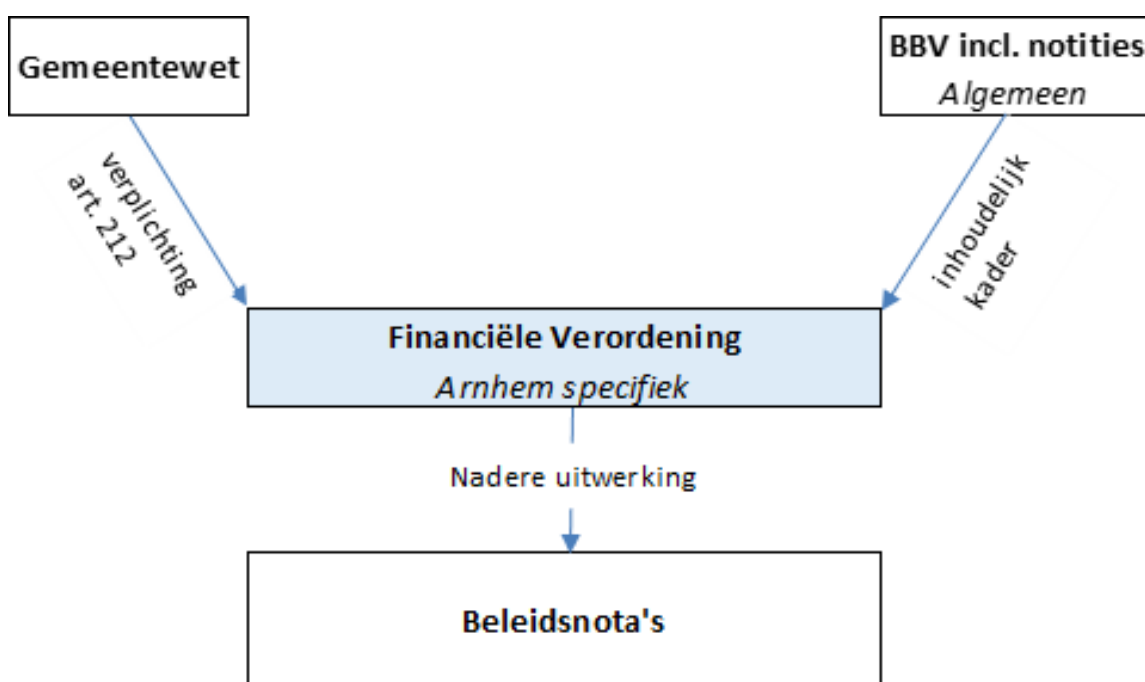 Gemeentewet
BBV incl. notities
Algemeen
verplichting
art. 212
inhoudelijk
kader
Financiële Verordening
Arnhem specifiek
Nadere uitwerking
Beleidsnota's